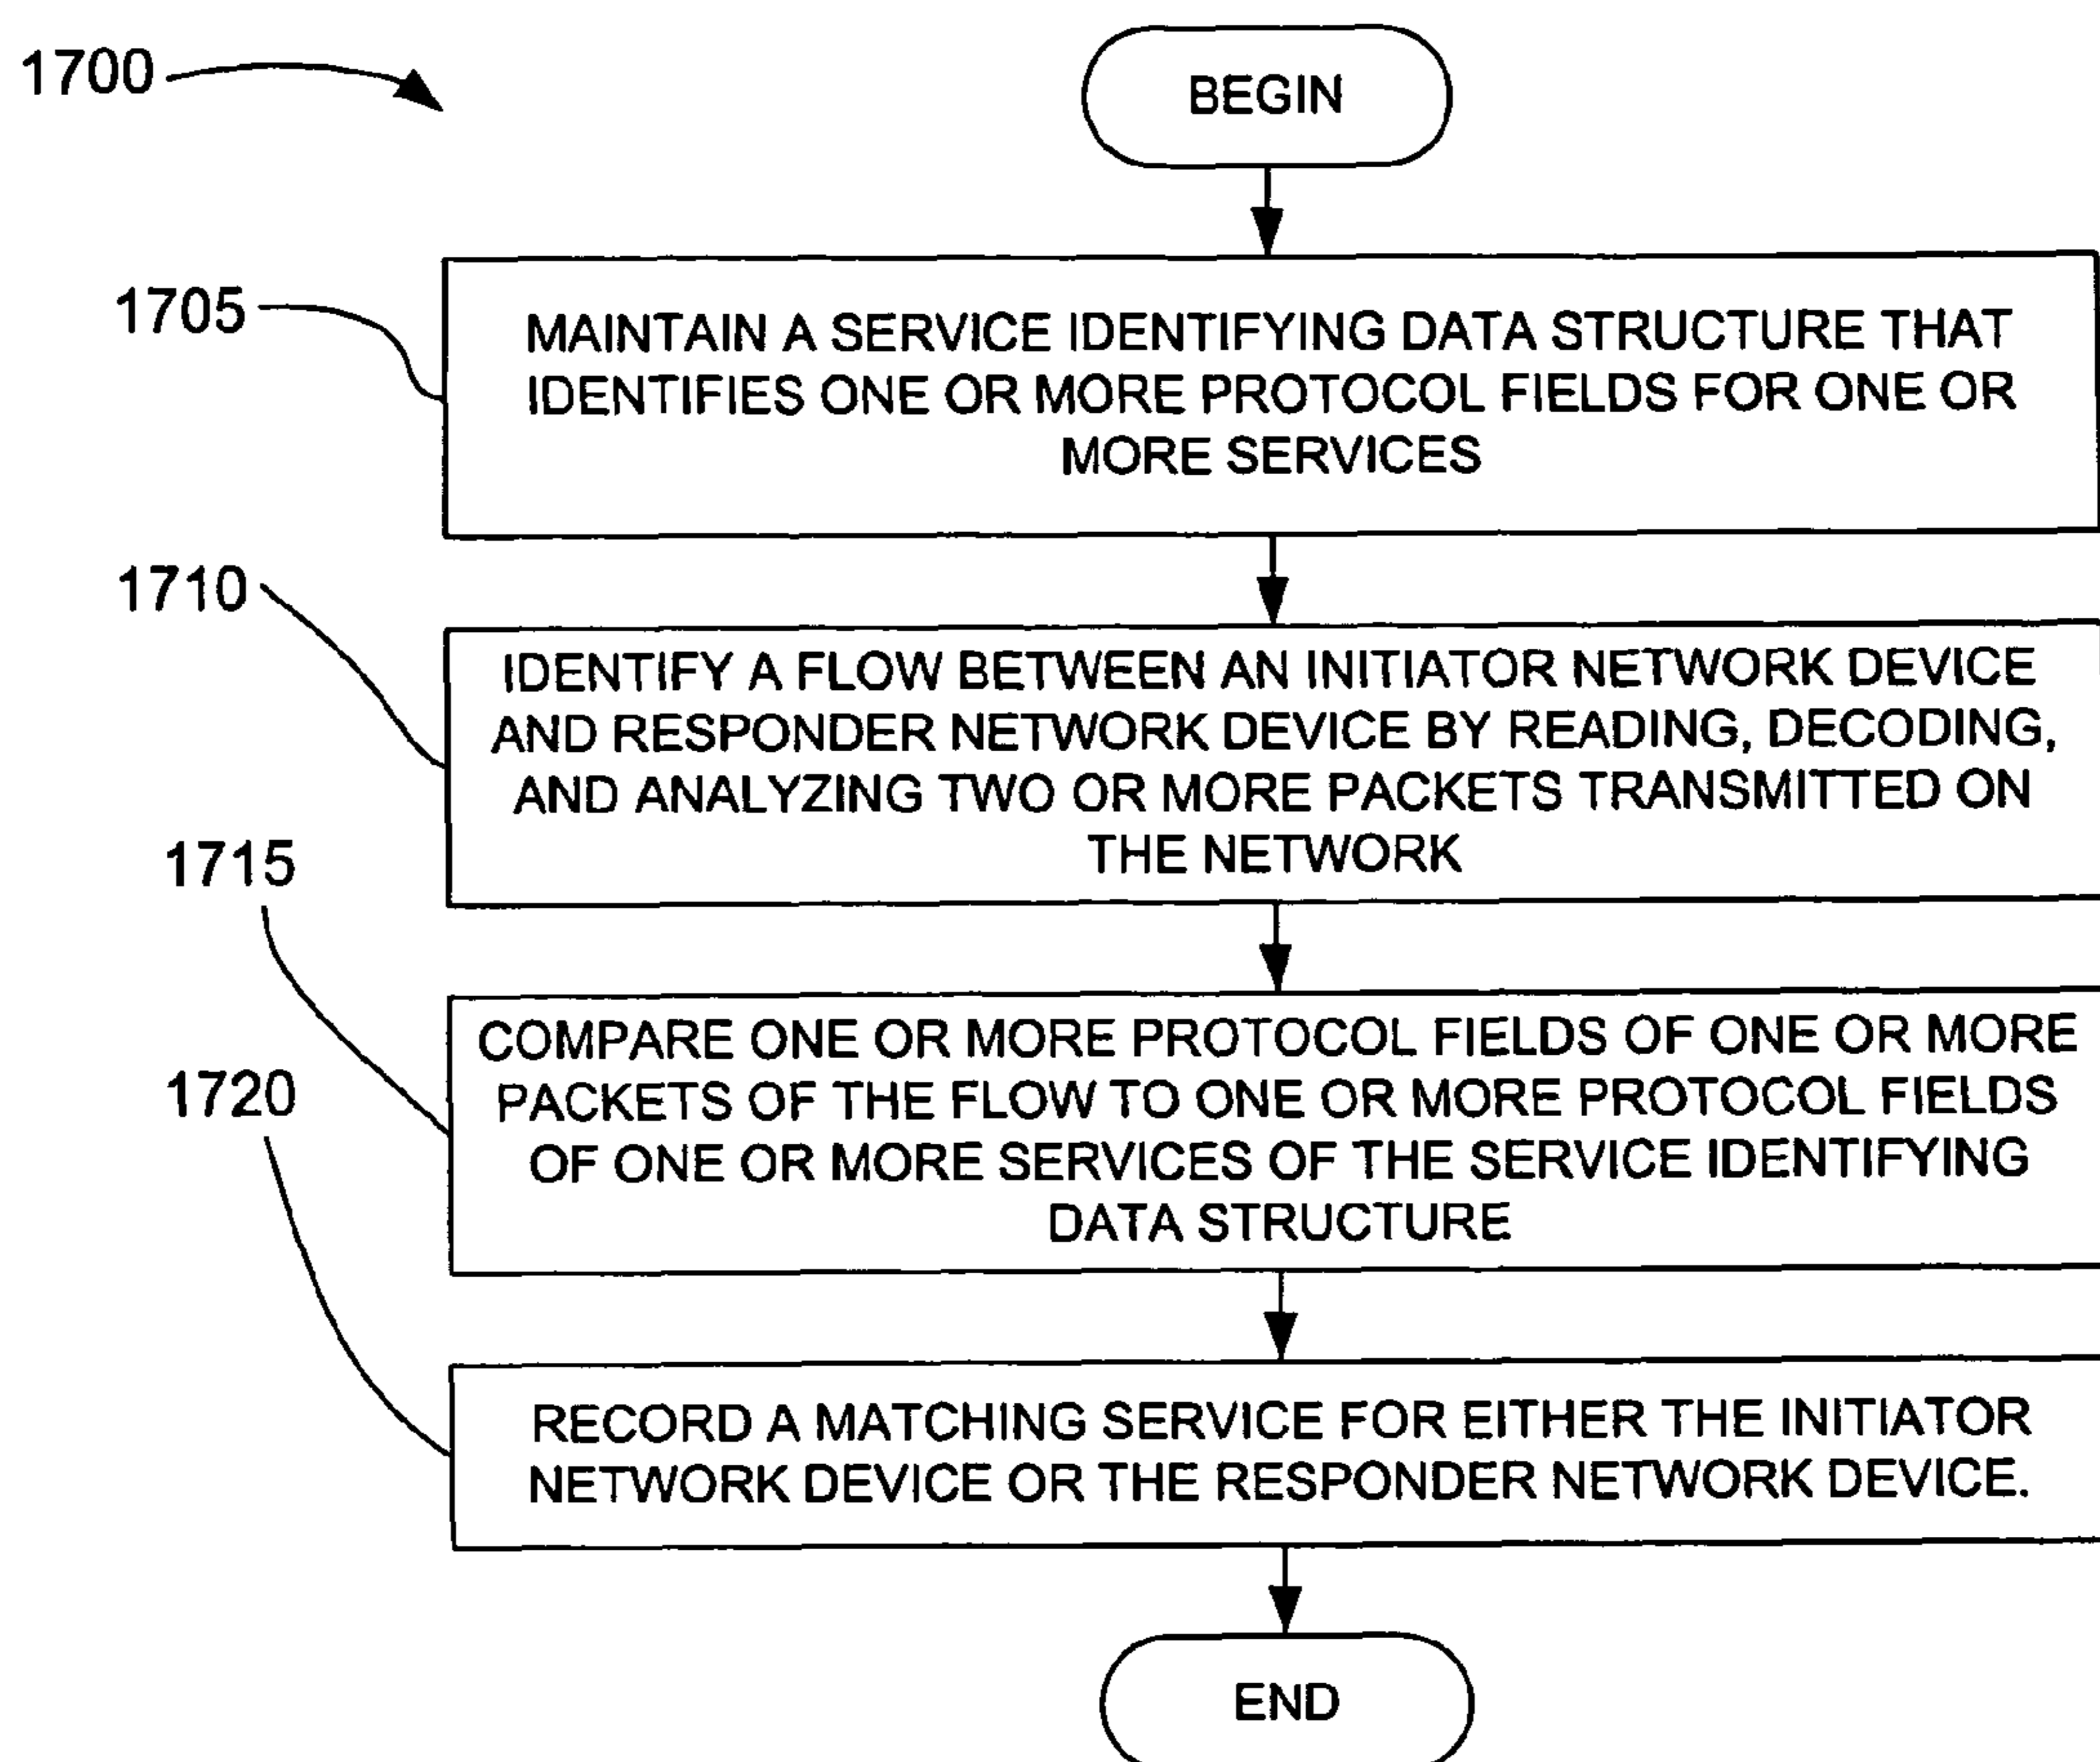 1700
BEGIN
1705
MAINTAIN A SERVICE IDENTIFYING DATA STRUCTURE THAT
IDENTIFIES ONE OR MORE PROTOCOL FIELDS FOR ONE OR
MORE SERVICES
1710
IDENTIFY A FLOW BETWEEN AN INITIATOR NETWORK DEVICE
AND RESPONDER NETWORK DEVICE BY READING, DECODING,
AND ANALYZING TWO OR MORE PACKETS TRANSMITTED ON
THE NETWORK
1715
COMPARE ONE OR MORE PROTOCOL FIELDS OF ONE OR MORE
PACKETS OF THE FLOW TO ONE OR MORE PROTOCOL FIELDS
OF ONE OR MORE SERVICES OF THE SERVICE IDENTIFYING
DATA STRUCTURE
1720
RECORD A MATCHING SERVICE FOR EITHER THE INITIATOR
NETWORK DEVICE OR THE RESPONDER NETWORK DEVICE.
END